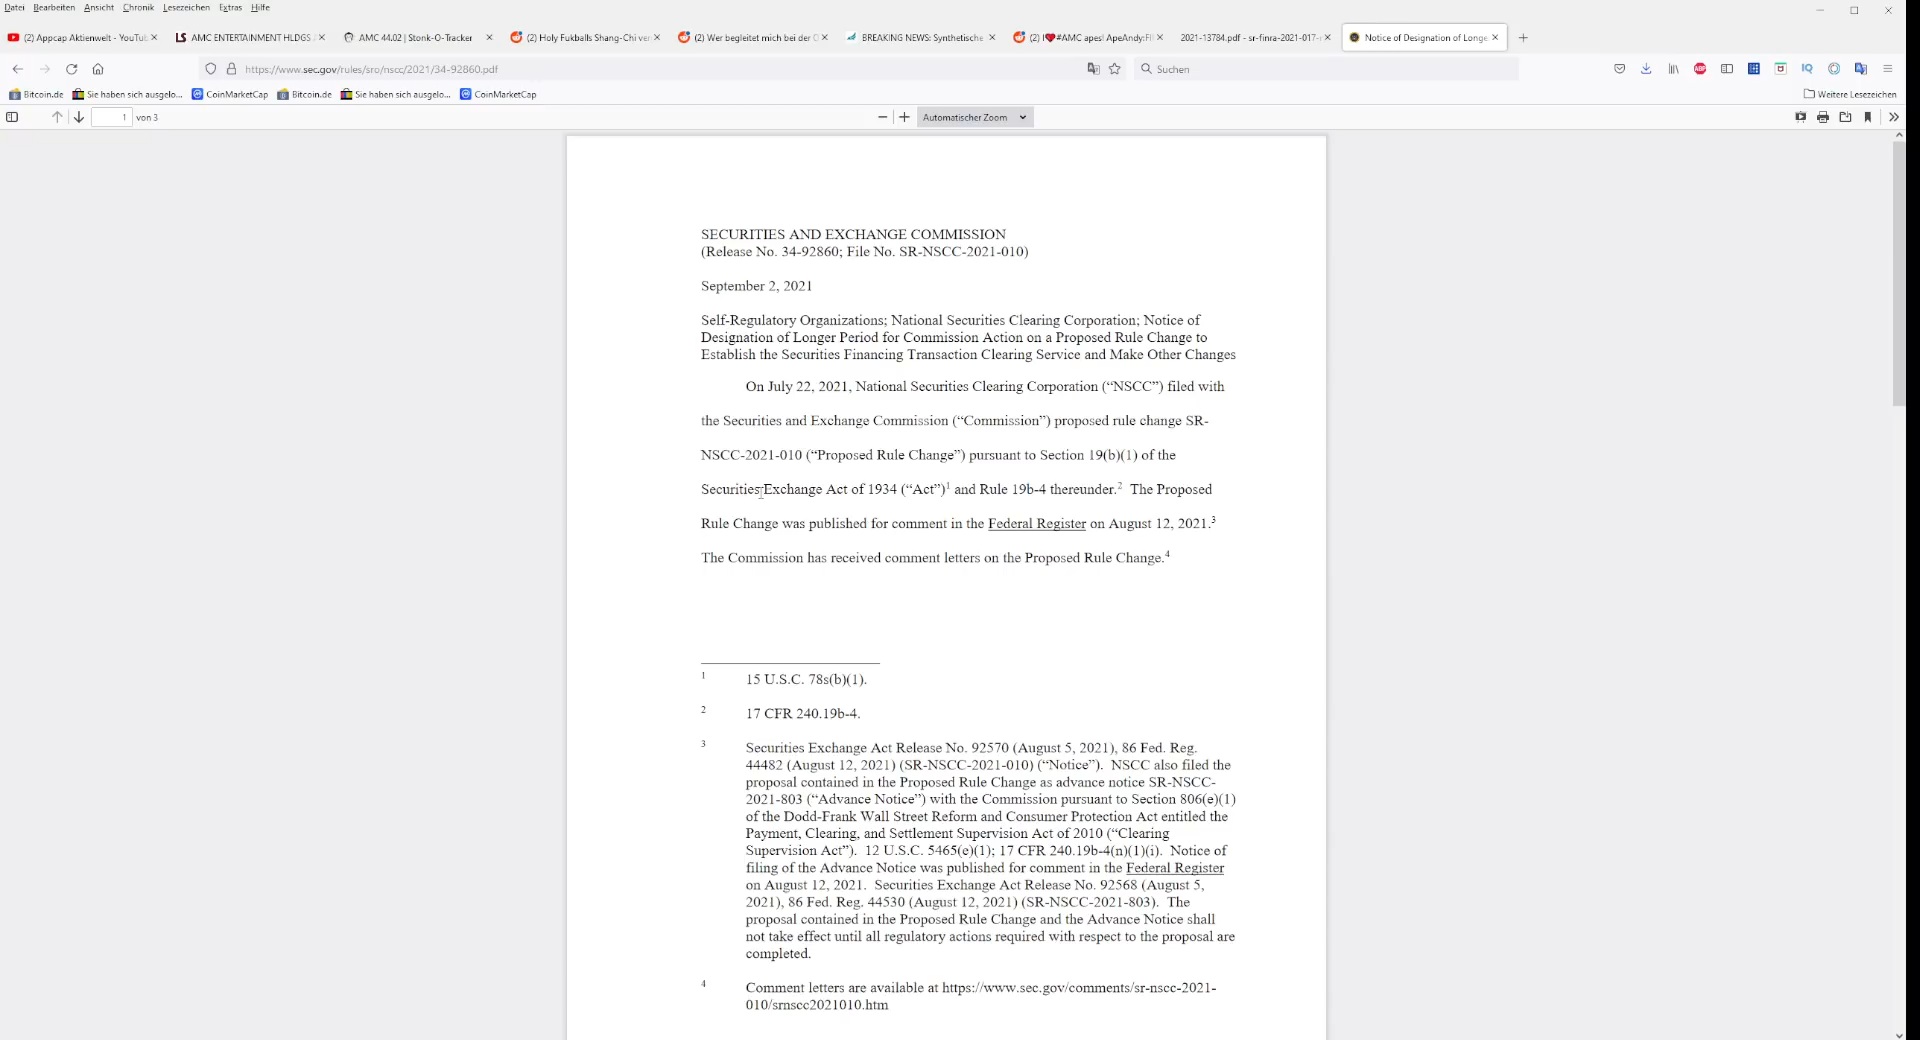 Datei Bearbeiten Ansicht Chronik Lesezeichen Extras Hilfe
(2) Appcap Aktienwelt - YouTub
AMC ENTERTAINMENT HLDGS
AMC 44.02 | Stonk-O-Tracker
(2) Holy Fukballs Shang-Chi ver
(2) Wer begleitet mich bei der
BREAKING NEWS: Synthetische
(2) I❤️#AMC apes! ApeAndy:FI
2021-13784.pdf - sr-finra-2021-017-
Notice of Designation of Longe
https://www.sec.gov/rules/sro/nscc/2021/34-92860.pdf
Suchen
Bitcoin.de Sie haben sich ausgelo... CoinMarketCap Bitcoin.de Sie haben sich ausgelo... CoinMarketCap Weitere Lesezeichen
1 von 3 Automatischer Zoom
SECURITIES AND EXCHANGE COMMISSION
(Release No. 34-92860; File No. SR-NSCC-2021-010)
September 2, 2021
Self-Regulatory Organizations; National Securities Clearing Corporation; Notice of
Designation of Longer Period for Commission Action on a Proposed Rule Change to
Establish the Securities Financing Transaction Clearing Service and Make Other Changes
On July 22, 2021, National Securities Clearing Corporation (“NSCC”) filed with
the Securities and Exchange Commission (“Commission”) proposed rule change SR-
NSCC-2021-010 (“Proposed Rule Change”) pursuant to Section 19(b)(1) of the
Securities Exchange Act of 1934 (“Act”)1 and Rule 19b-4 thereunder.2 The Proposed
Rule Change was published for comment in the Federal Register on August 12, 2021.3
The Commission has received comment letters on the Proposed Rule Change.4
1 15 U.S.C. 78s(b)(1).
2 17 CFR 240.19b-4.
3 Securities Exchange Act Release No. 92570 (August 5, 2021), 86 Fed. Reg.
44482 (August 12, 2021) (SR-NSCC-2021-010) (“Notice”). NSCC also filed the
proposal contained in the Proposed Rule Change as advance notice SR-NSCC-
2021-803 (“Advance Notice”) with the Commission pursuant to Section 806(e)(1)
of the Dodd-Frank Wall Street Reform and Consumer Protection Act entitled the
Payment, Clearing, and Settlement Supervision Act of 2010 (“Clearing
Supervision Act”). 12 U.S.C. 5465(e)(1); 17 CFR 240.19b-4(n)(1)(i). Notice of
filing of the Advance Notice was published for comment in the Federal Register
on August 12, 2021. Securities Exchange Act Release No. 92568 (August 5,
2021), 86 Fed. Reg. 44530 (August 12, 2021) (SR-NSCC-2021-803). The
proposal contained in the Proposed Rule Change and the Advance Notice shall
not take effect until all regulatory actions required with respect to the proposal are
completed.
4 Comment letters are available at https://www.sec.gov/comments/sr-nscc-2021-
010/srnscc2021010.htm